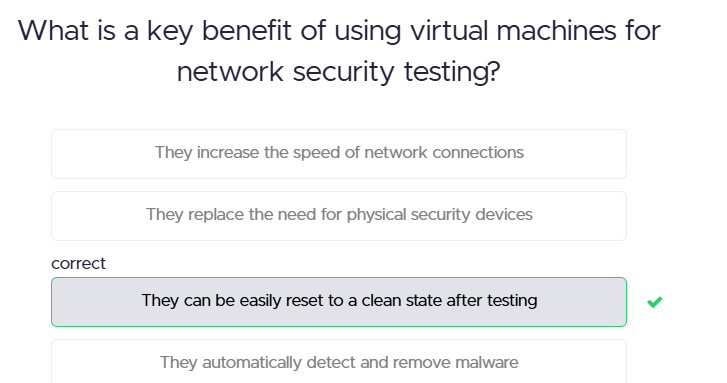 What is a key benefit of using virtual machines for
network security testing?
They increase the speed of network connections
They replace the need for physical security devices
correct
They can be easily reset to a clean state after testing
They automatically detect and remove malware